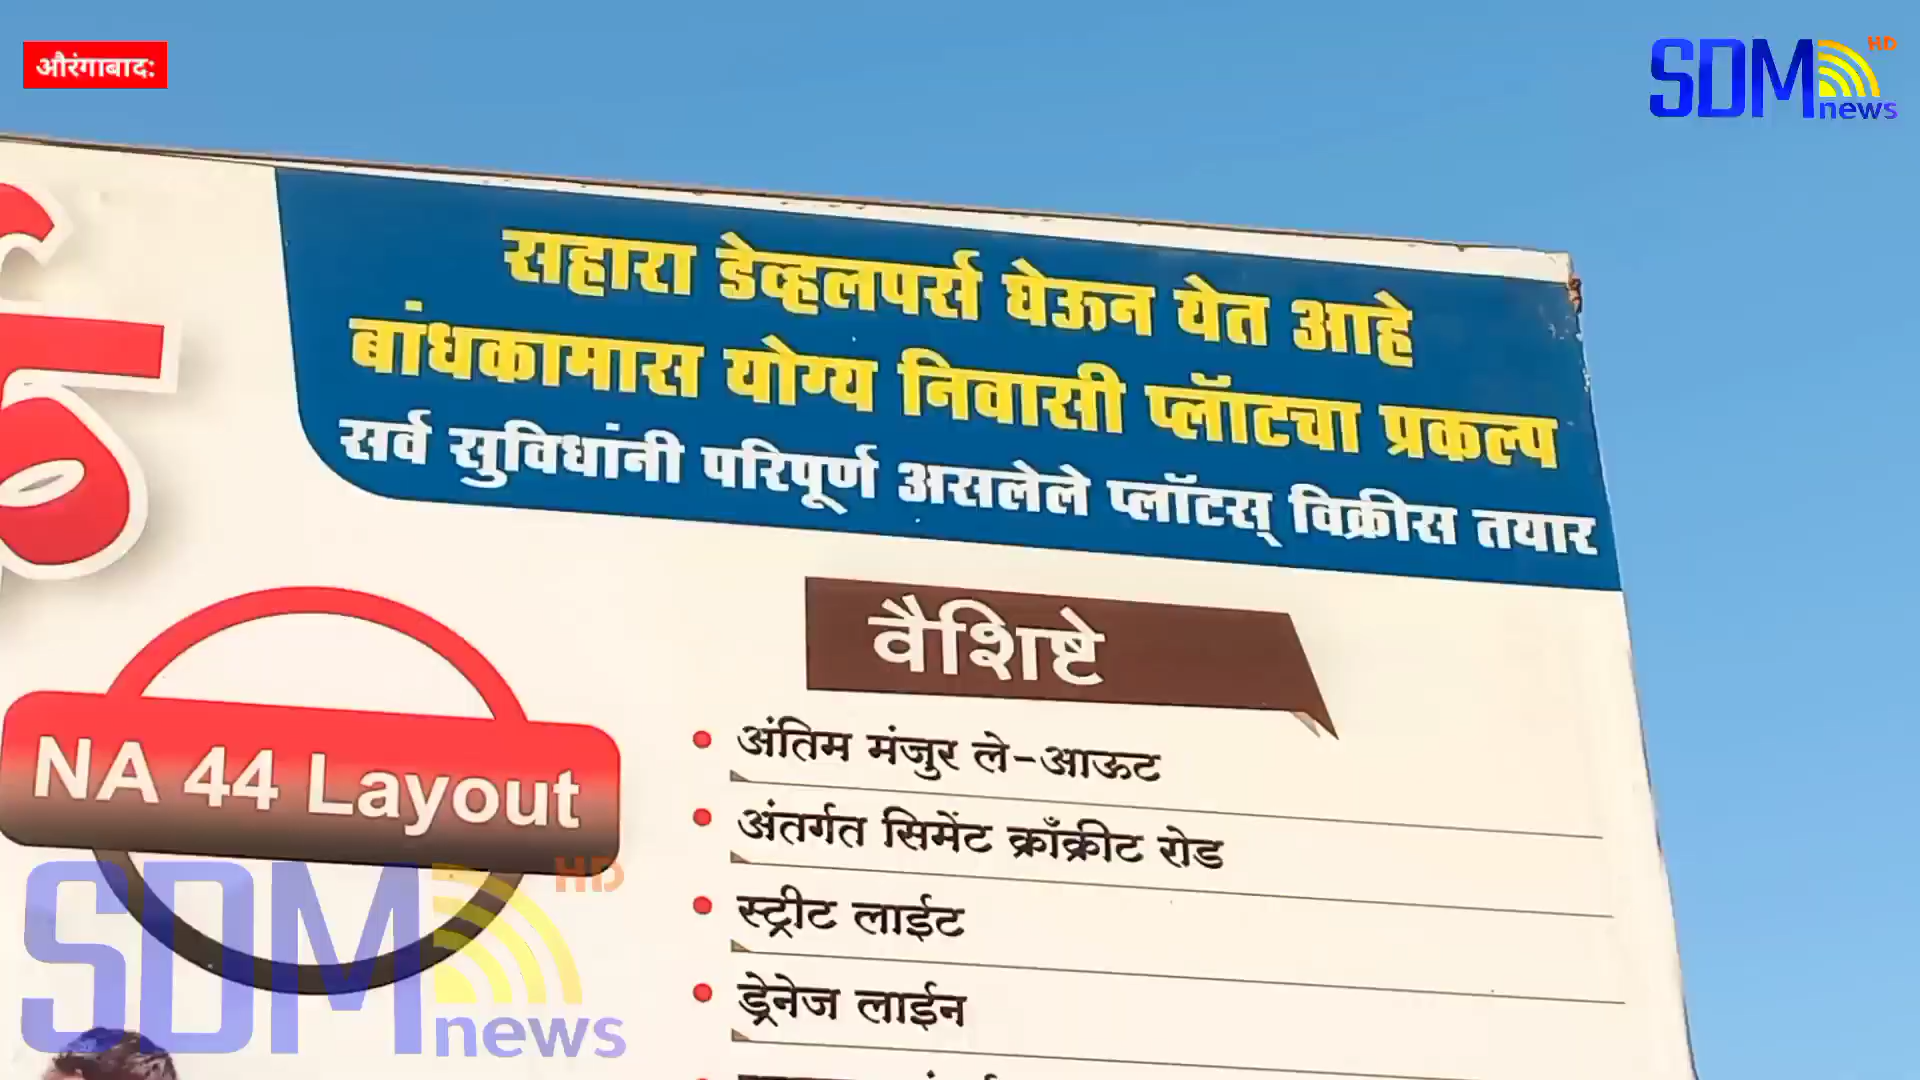 औरंगाबाद:
SDM HD
news
सहारा डेव्हलपर्स घेऊन येत आहे
बांधकामास योग्य निवासी प्लॅाटचा प्रकल्प
सर्व सुविधांनी परिपूर्ण असलेले प्लॉटस् विक्रीस तयार
वैशिष्टे
NA 44 Layout
• अंतिम मंजुर ले-आऊट
• अंतर्गत सिमेंट क्राँक्रीट रोड
• स्ट्रीट लाईट
• ड्रेनेज लाईन
SDM HD
news